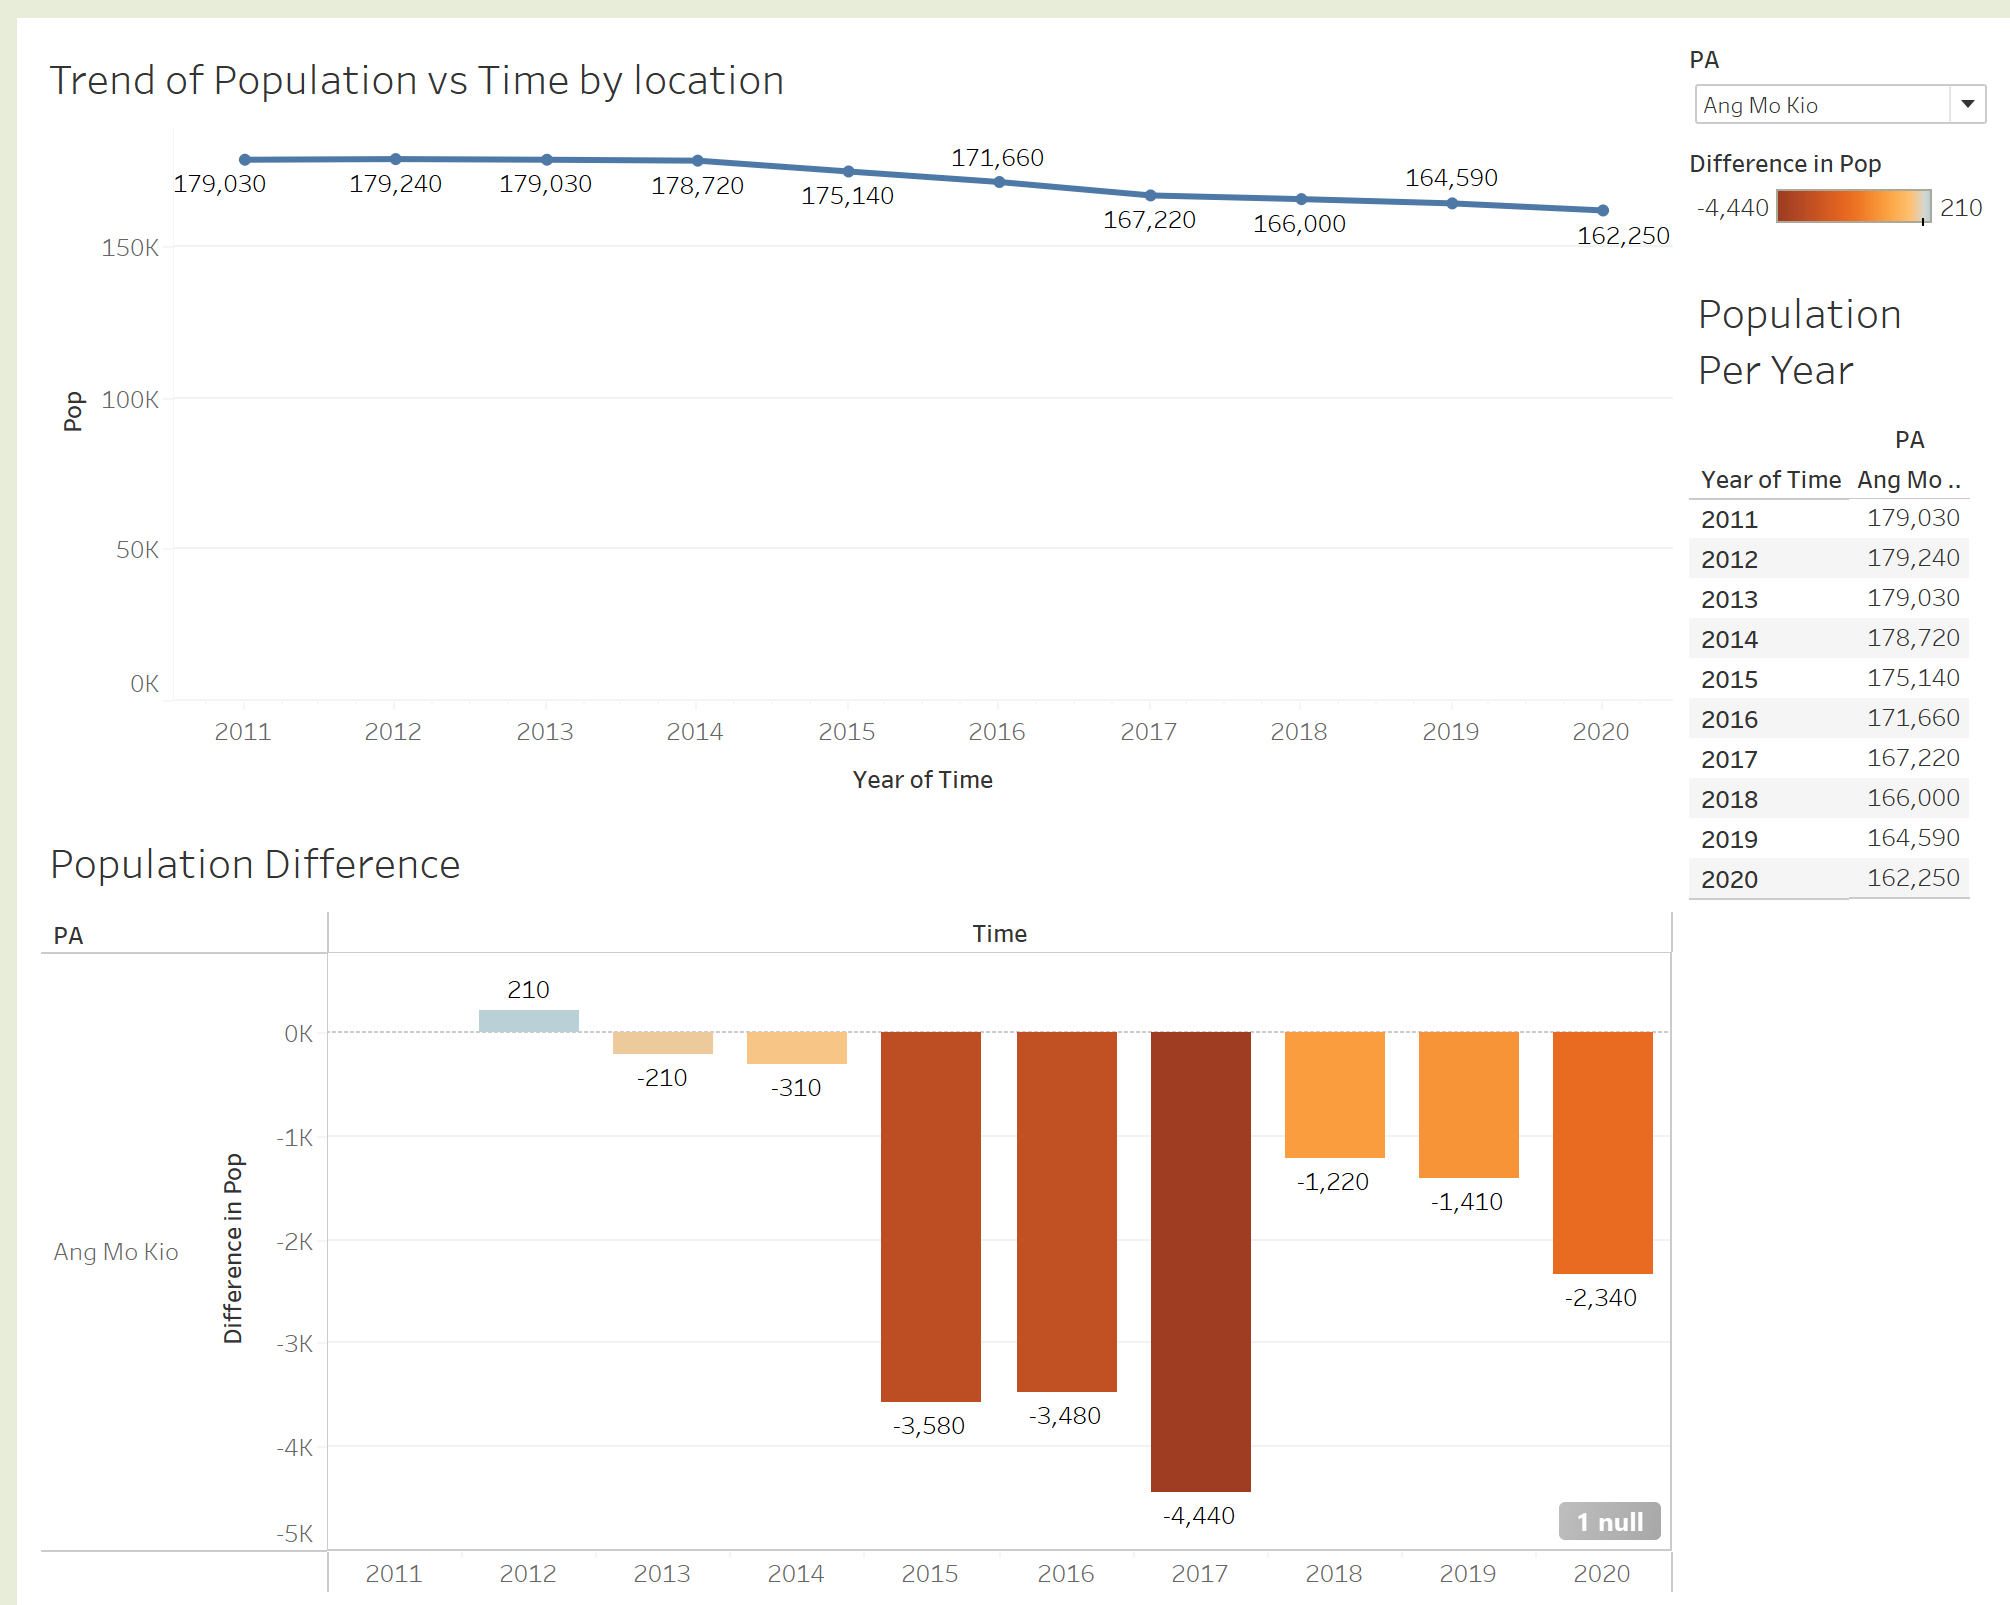 Trend of Population vs Time by location
179,030
179,240
179,030
178,720
175,140
171,660
167,220
166,000
164,590
162,250
150K
100K
50K
0K
Pop
2011 2012 2013 2014 2015 2016 2017 2018 2019 2020
Year of Time
PA
Ang Mo Kio
Difference in Pop
-4,440 210
Population
Per Year
PA
Year of Time Ang Mo ..
2011 179,030
2012 179,240
2013 179,030
2014 178,720
2015 175,140
2016 171,660
2017 167,220
2018 166,000
2019 164,590
2020 162,250
Population Difference
PA Time
Ang Mo Kio
Difference in Pop
0K
-1K
-2K
-3K
-4K
-5K
210
-210
-310
-3,580
-3,480
-4,440
-1,220
-1,410
-2,340
1 null
2011 2012 2013 2014 2015 2016 2017 2018 2019 2020